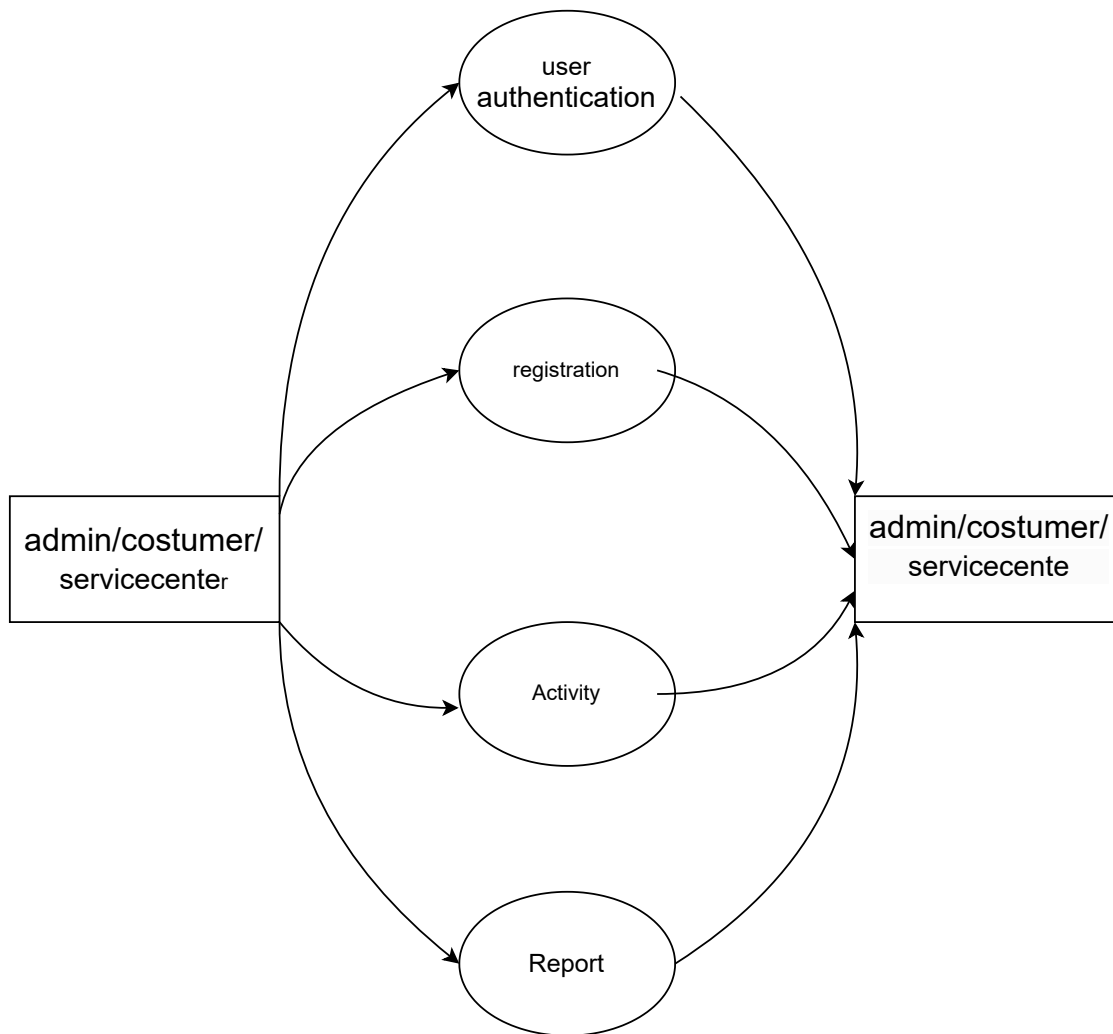 user
authentication
registration
admin/costumer/
servicecenter
admin/costumer/
servicecente
Activity
Report